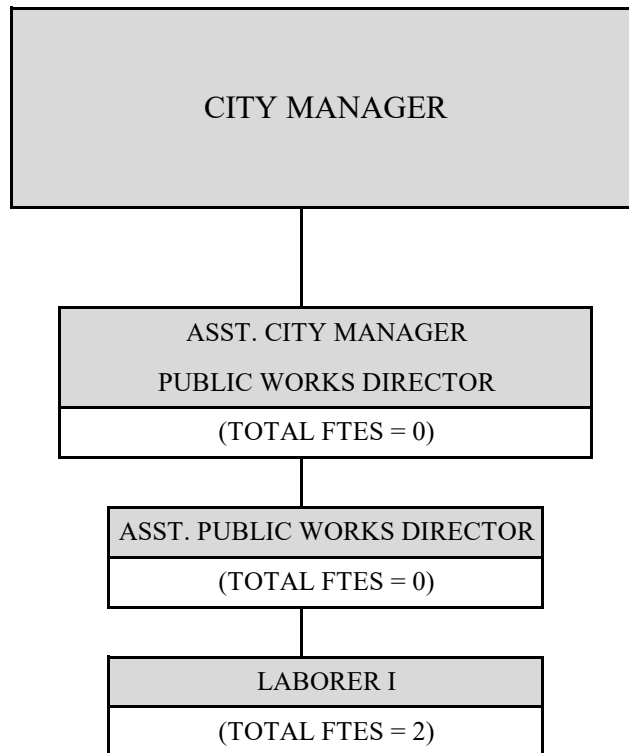 CITY MANAGER
ASST. CITY MANAGER
PUBLIC WORKS DIRECTOR
(TOTAL FTES = 0)
ASST. PUBLIC WORKS DIRECTOR
(TOTAL FTES = 0)
LABORER I
(TOTAL FTES = 2)